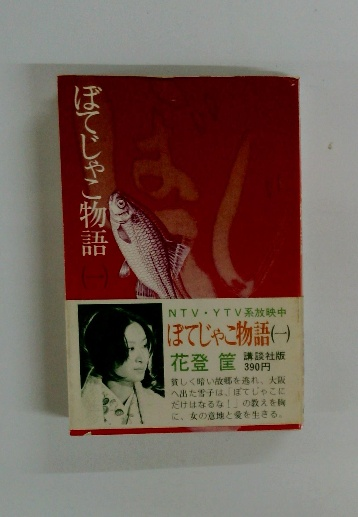 ぼてじゃこ物語
(一)
NTV・YTV系放映中
ぼてじゃこ物語(一)
花登 筺
講談社版
390円
貧しく暗い故郷を逃れ、大阪
へ出た雪子は、「ぼてじゃこに
だけはなるな!」の教えを胸
に、女の意地と愛を生きる。